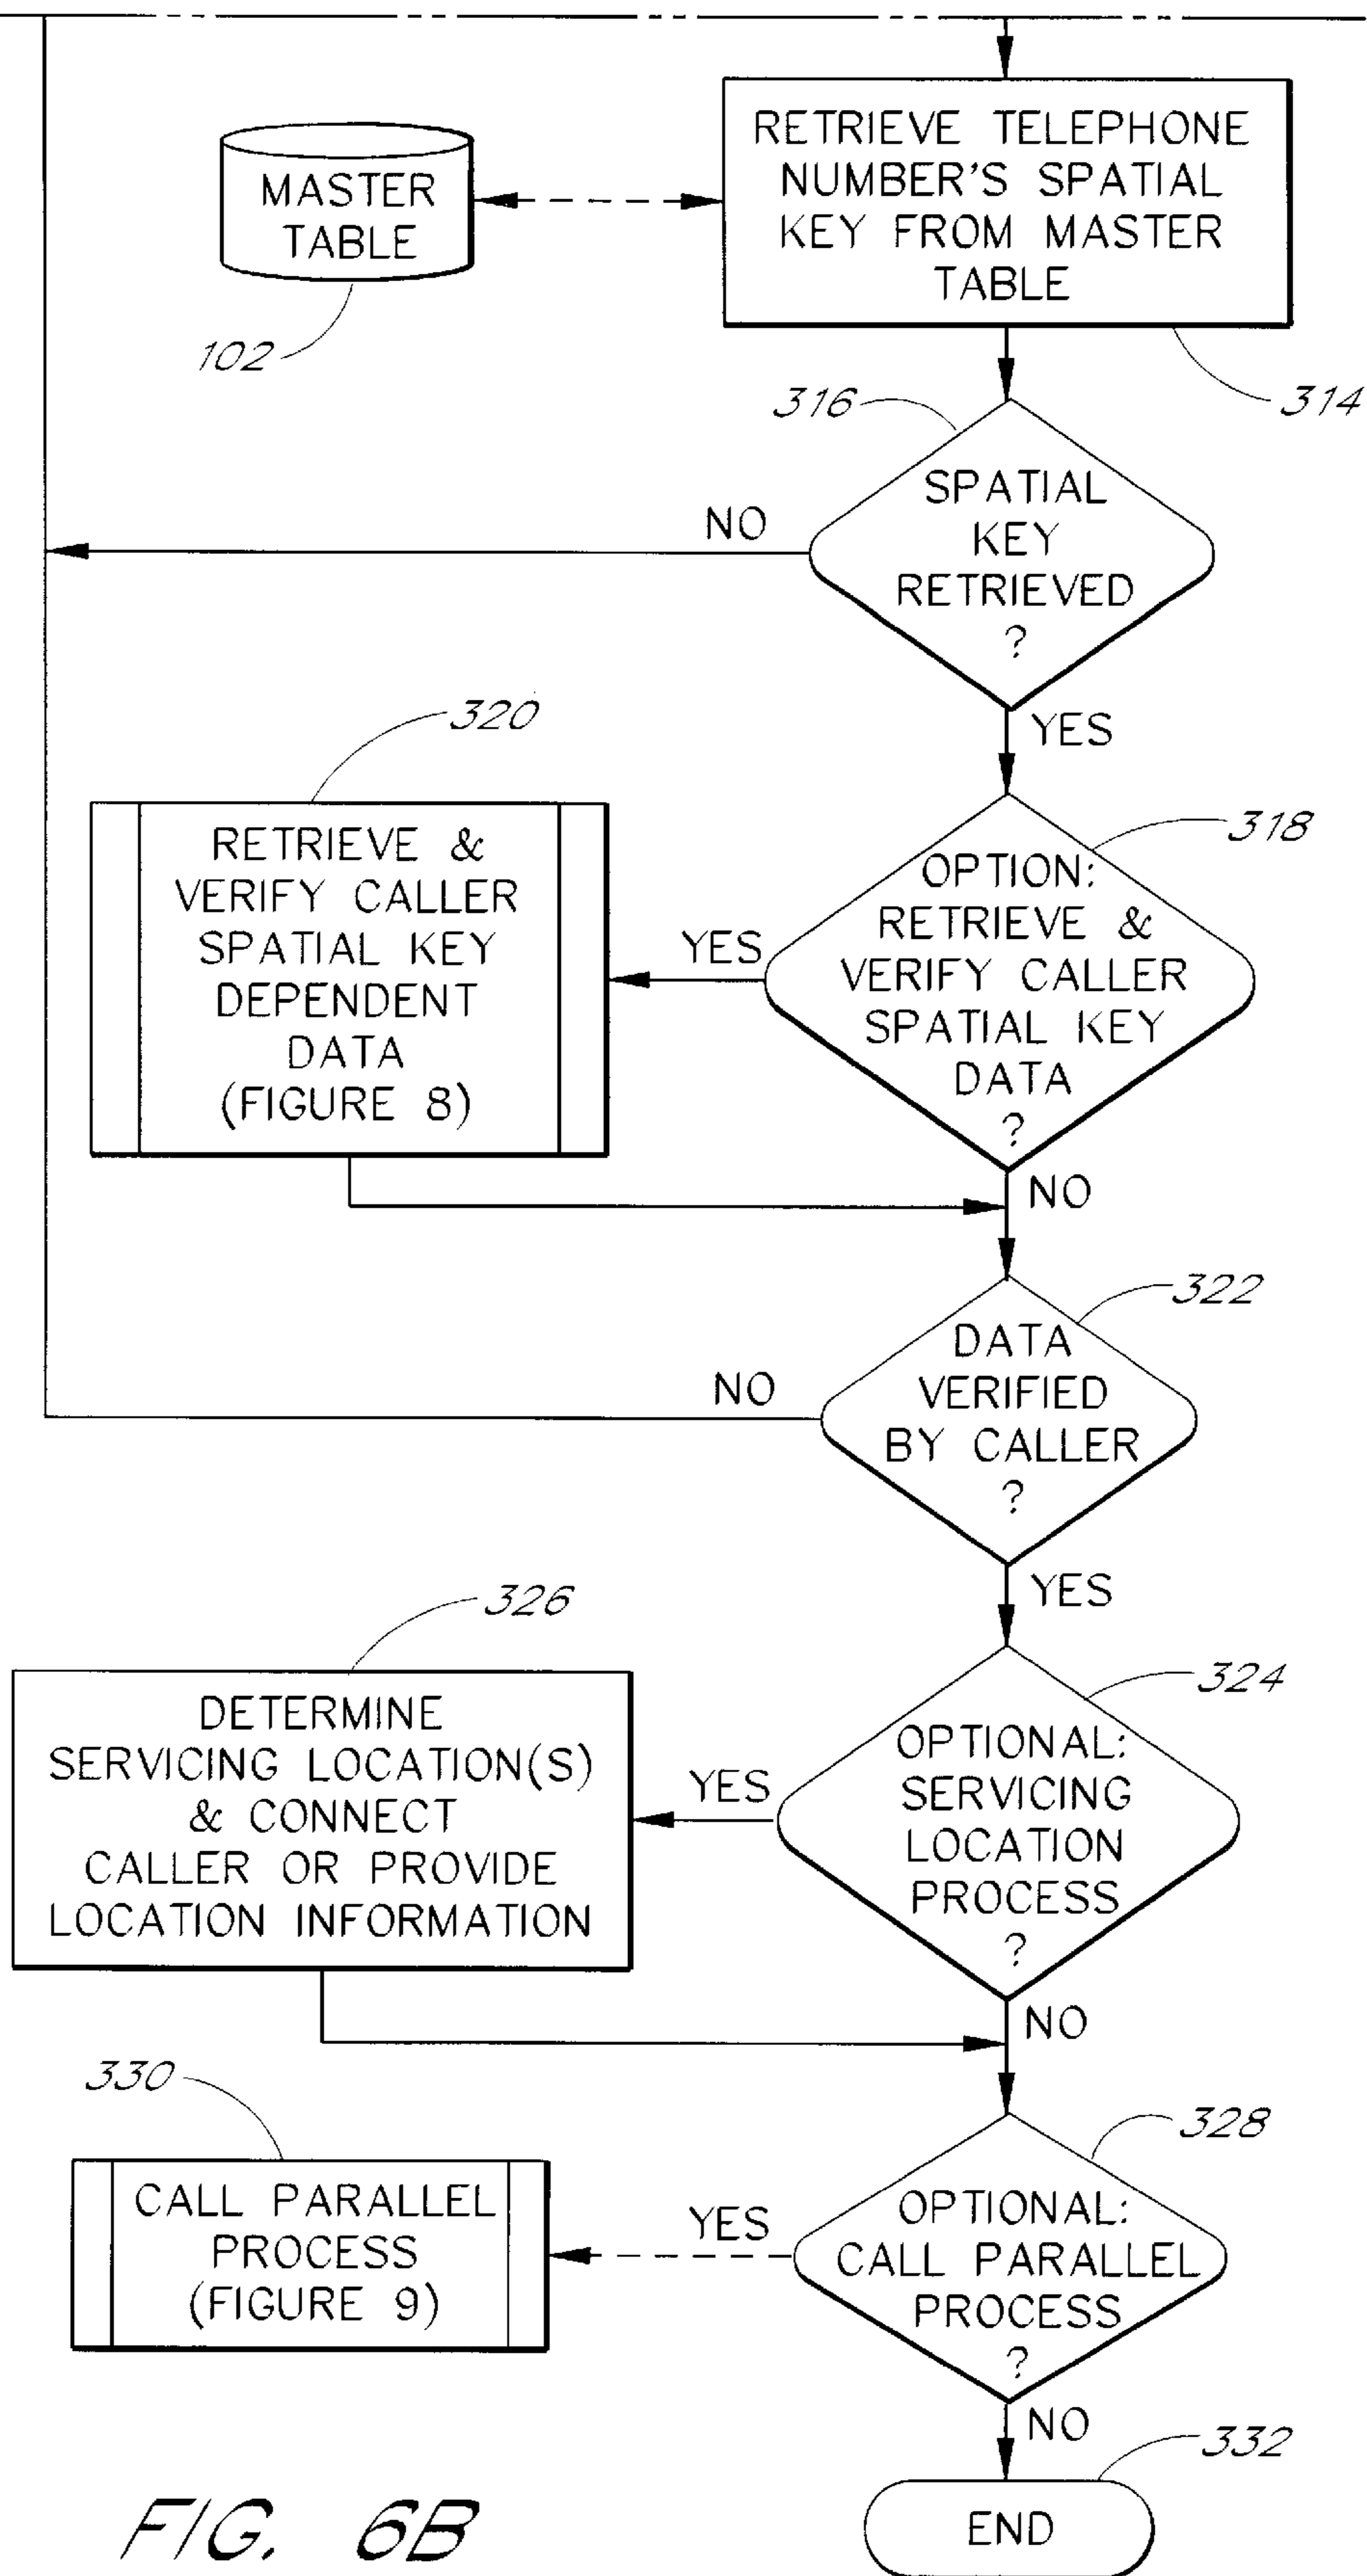 RETRIEVE TELEPHONE
NUMBER'S SPATIAL
KEY FROM MASTER
TABLE
MASTER
TABLE
102
314
316
SPATIAL
KEY
RETRIEVED
?
NO
YES
320
318
RETRIEVE &
VERIFY CALLER
SPATIAL KEY
DEPENDENT
DATA
(FIGURE 8)
YES
OPTION:
RETRIEVE &
VERIFY CALLER
SPATIAL KEY
DATA
?
NO
322
DATA
VERIFIED
BY CALLER
?
NO
YES
326
324
DETERMINE
SERVICING LOCATION(S)
& CONNECT
CALLER OR PROVIDE
LOCATION INFORMATION
YES
OPTIONAL:
SERVICING
LOCATION
PROCESS
?
NO
330
328
CALL PARALLEL
PROCESS
(FIGURE 9)
YES
OPTIONAL:
CALL PARALLEL
PROCESS
?
NO
332
END
FIG. 6B